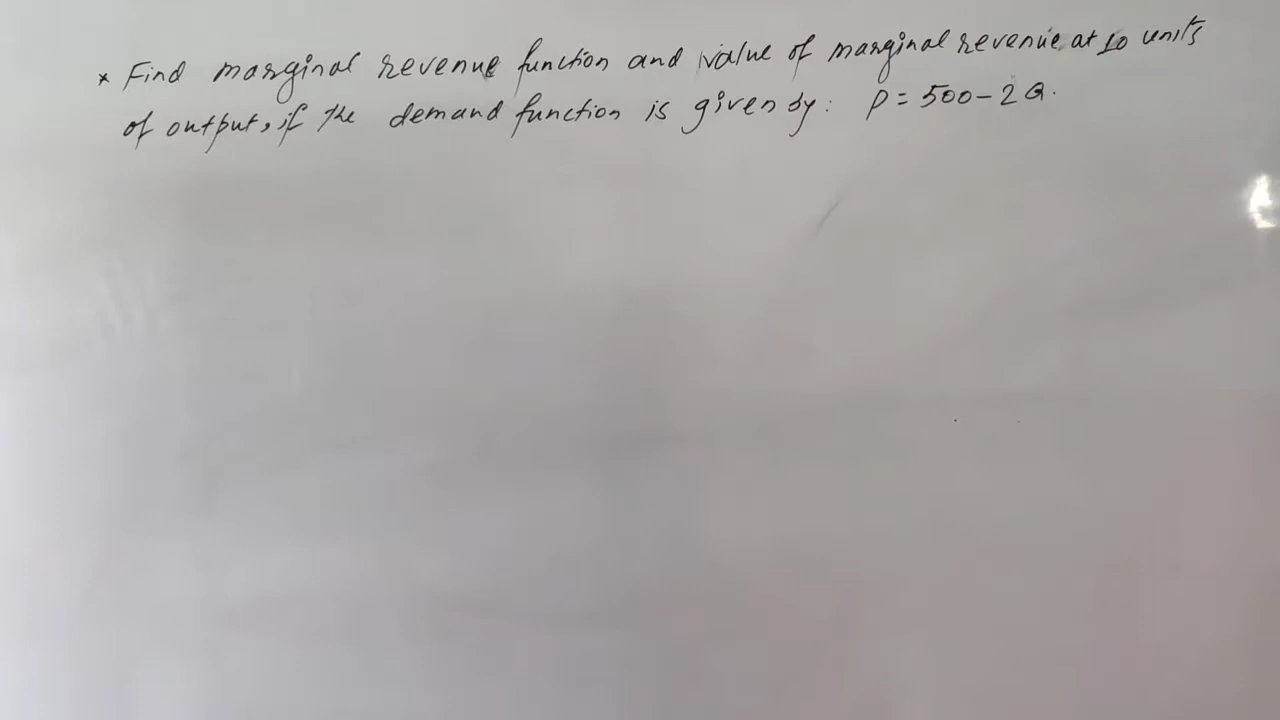 * Find marginal revenue function and value of marginal revenue at 10 units
of output, if the demand function is given by: P = 500 - 2Q.